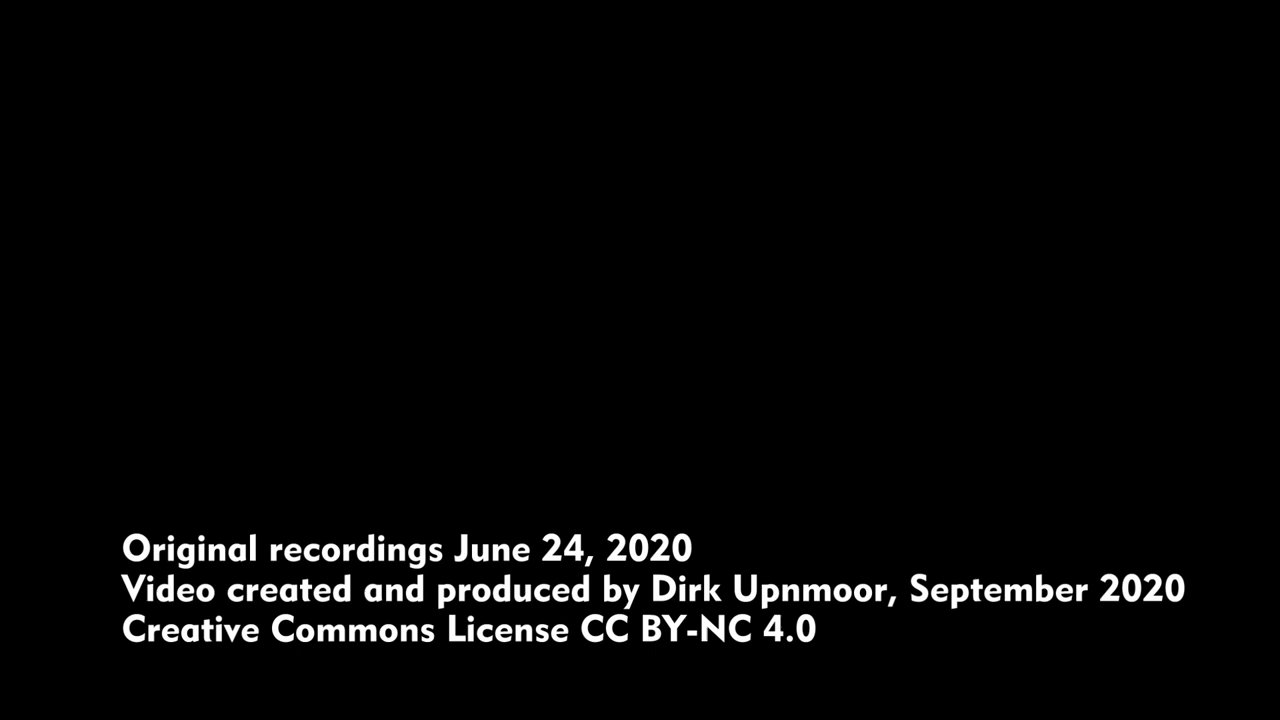 Original recordings June 24, 2020
Video created and produced by Dirk Upnmoor, September 2020
Creative Commons License CC BY-NC 4.0